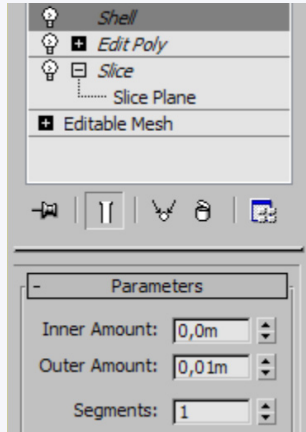 Shell
Edit Poly
Slice
Slice Plane
Editable Mesh
- Parameters
Inner Amount: 0,0m
Outer Amount: 0,01m
Segments: 1